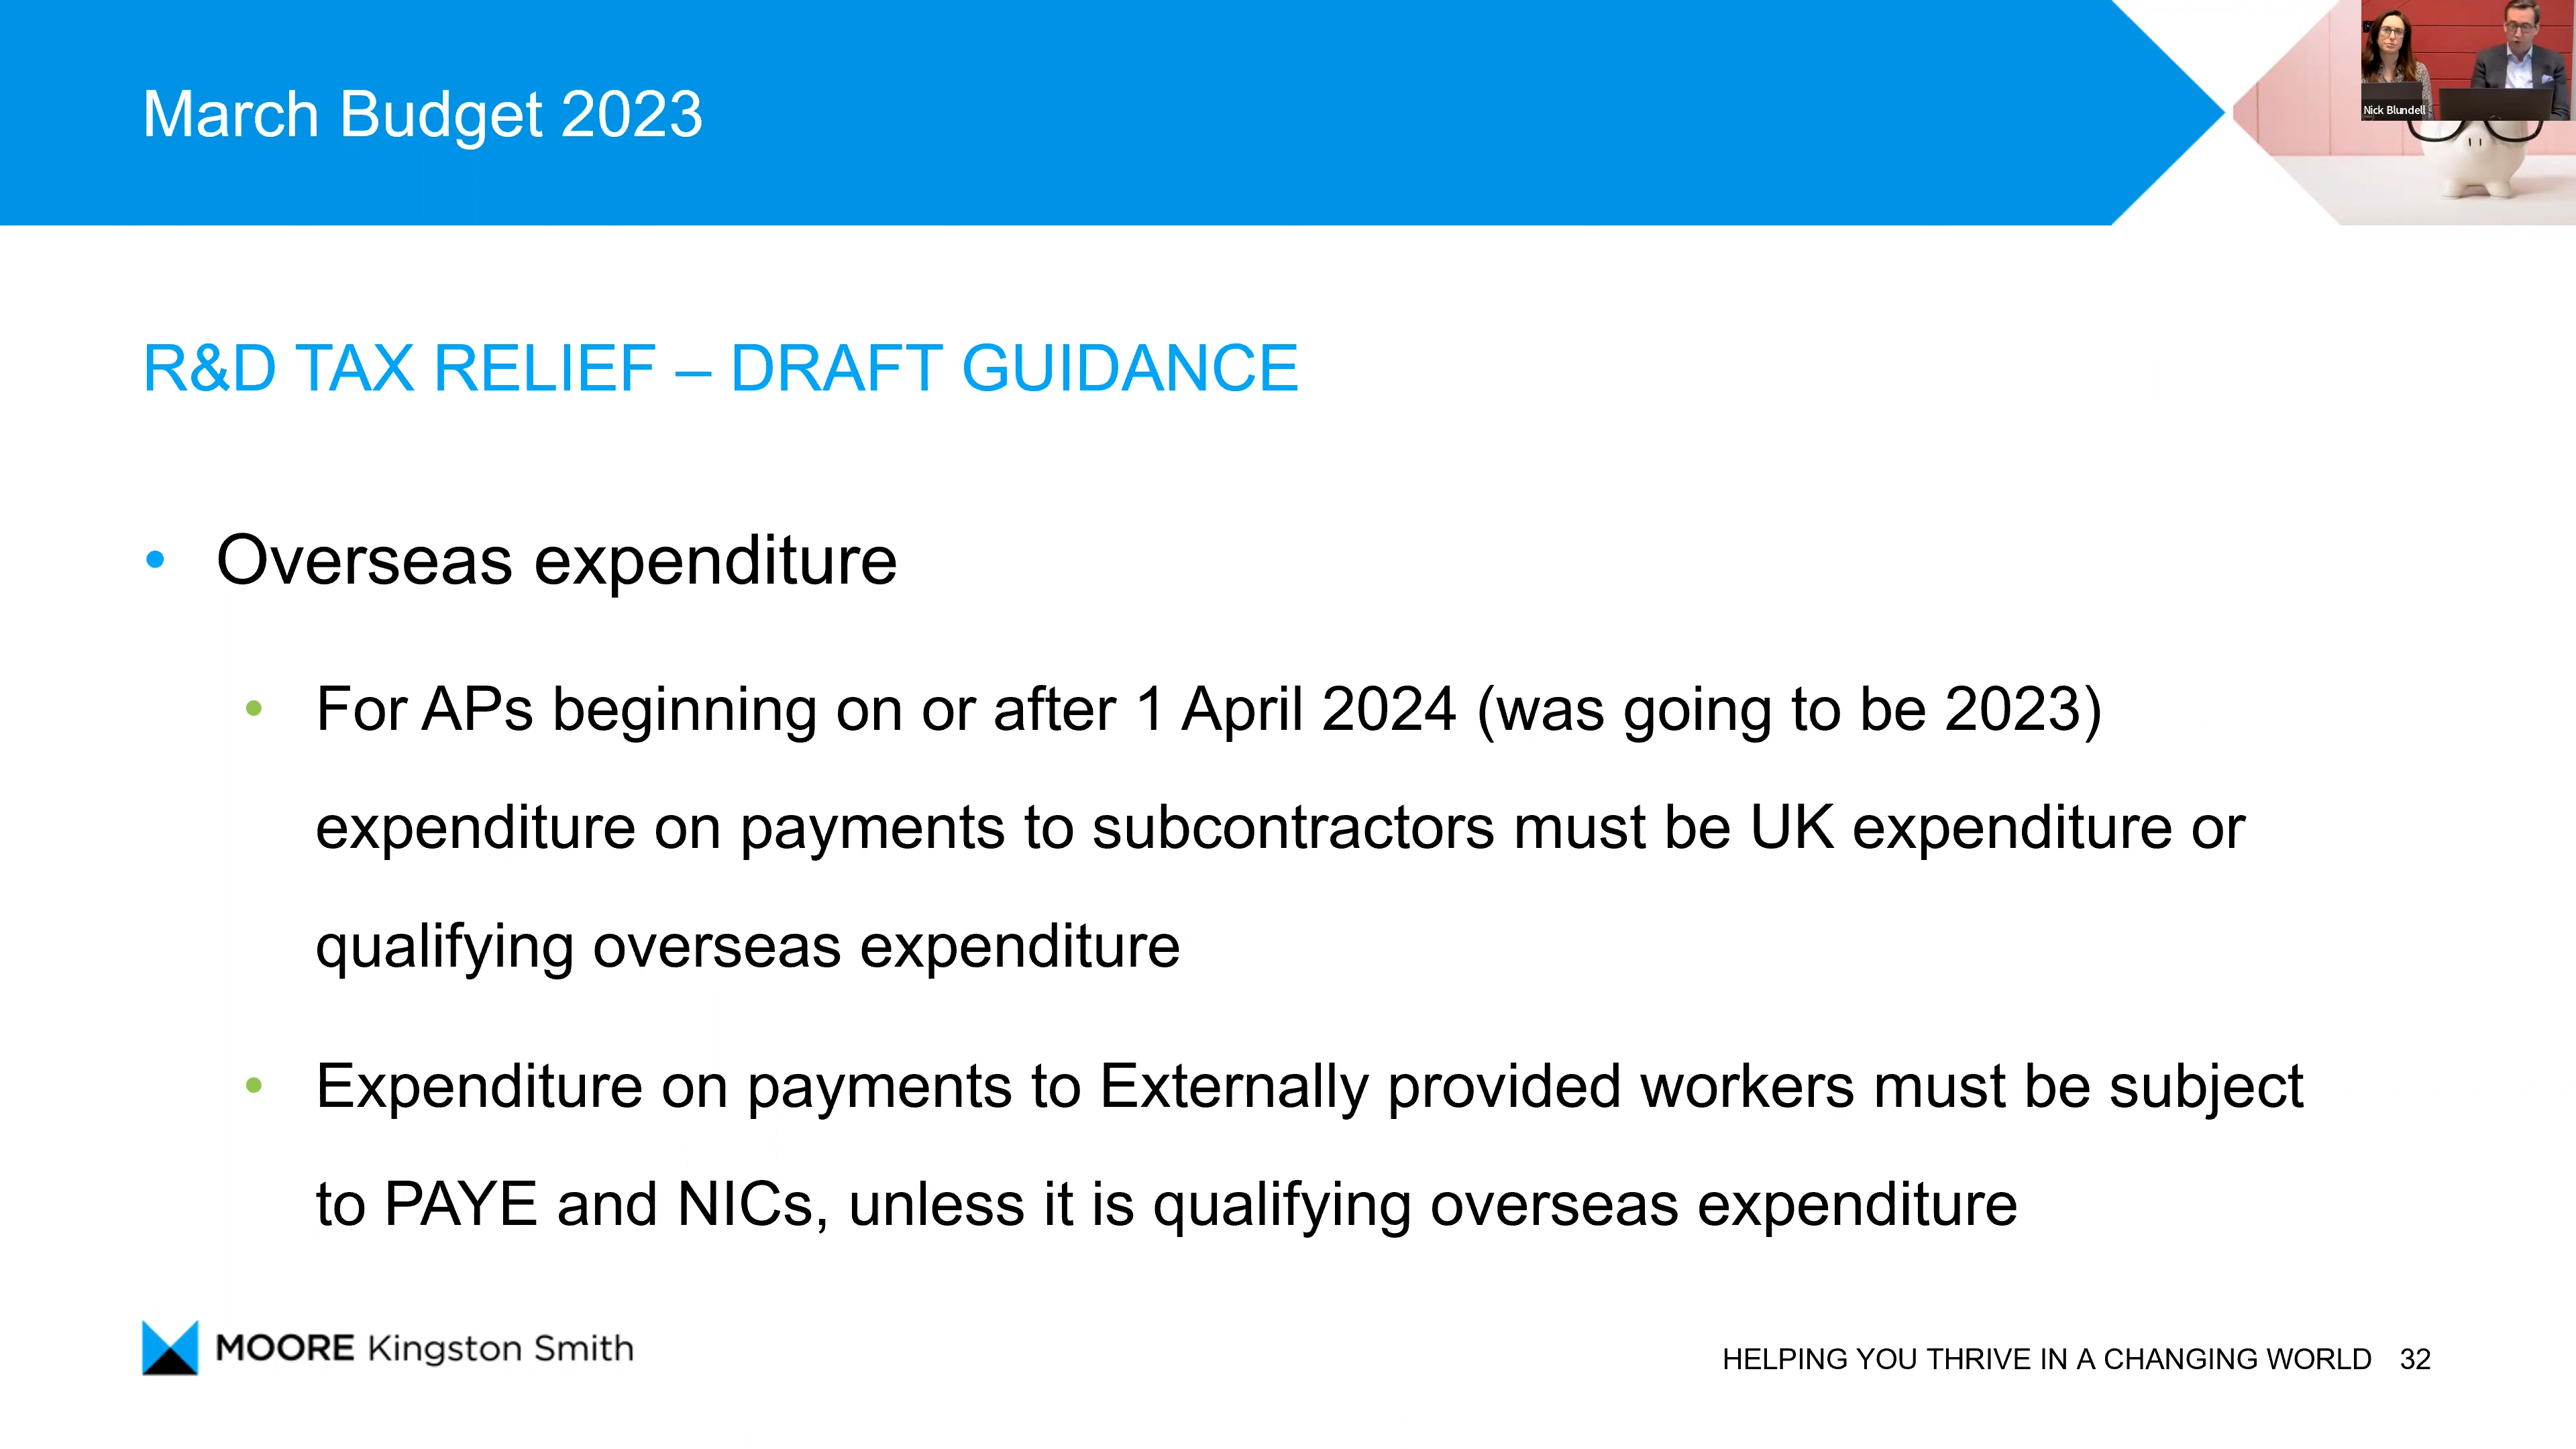 March Budget 2023
Nick Blundell
R&D TAX RELIEF – DRAFT GUIDANCE
• Overseas expenditure
• For APs beginning on or after 1 April 2024 (was going to be 2023)
expenditure on payments to subcontractors must be UK expenditure or
qualifying overseas expenditure
• Expenditure on payments to Externally provided workers must be subject
to PAYE and NICs, unless it is qualifying overseas expenditure
MOORE Kingston Smith
HELPING YOU THRIVE IN A CHANGING WORLD 32